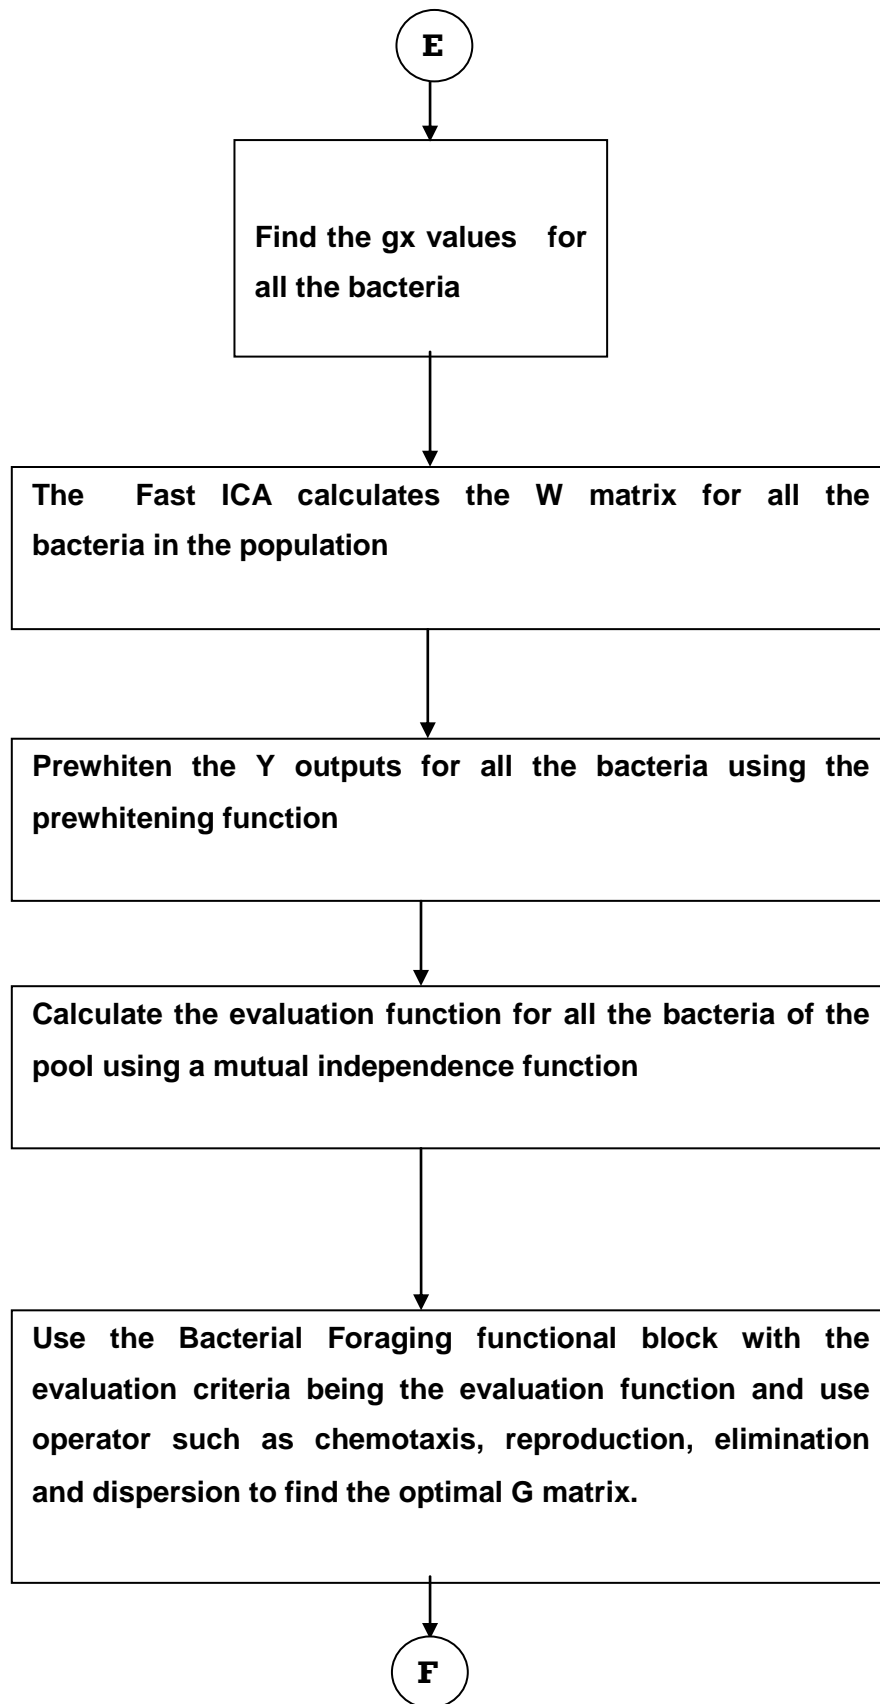 E
Find the gx values for
all the bacteria
The Fast ICA calculates the W matrix for all the
bacteria in the population
Prewhiten the Y outputs for all the bacteria using the
prewhitening function
Calculate the evaluation function for all the bacteria of the
pool using a mutual independence function
Use the Bacterial Foraging functional block with the
evaluation criteria being the evaluation function and use
operator such as chemotaxis, reproduction, elimination
and dispersion to find the optimal G matrix.
F